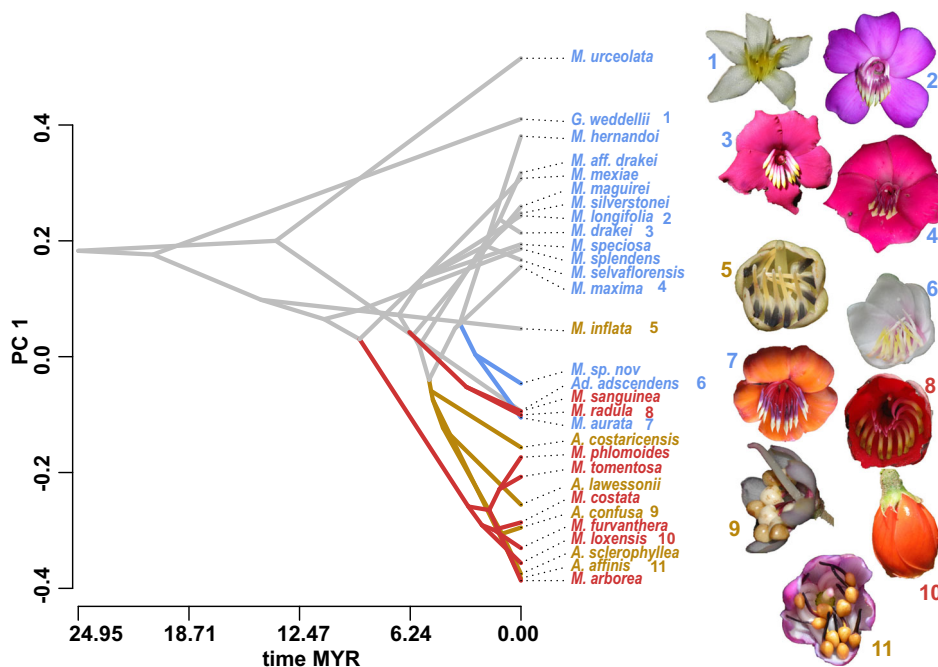 PC 1
0.4
0.2
0.0
-0.2
-0.4
24.95 18.71 12.47 6.24 0.00
time MYR
M. urceolata
G. weddellii 1
M. hernandoi
M. aff. drakei
M. mexiae
M. maguirei
M. silverstonei
M. longifolia 2
M. drakei 3
M. speciosa
M. splendens
M. selvaflorensis
M. maxima 4
M. inflata 5
M. sp. nov
Ad. adscendens 6
M. sanguinea
M. radula 8
M. aurata 7
A. costaricensis
M. phlomoides
M. tomentosa
A. lawessonii
M. costata
A. confusa 9
M. furvanthera
M. loxensis 10
A. sclerophyllea
A. affinis 11
M. arborea
1
2
3
4
5
6
7
8
9
10
11